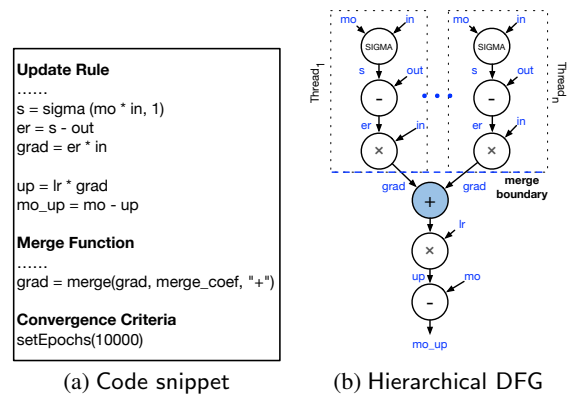 Update Rule
......
s = sigma (mo * in, 1)
er = s - out
grad = er * in
up = lr * grad
mo_up = mo - up
Merge Function
......
grad = merge(grad, merge_coef, "+")
Convergence Criteria
setEpochs(10000)
(a) Code snippet
mo in mo in
SIGMA SIGMA
s out s out
- • • • -
er in er in
× ×
Thread1 Threadn
grad grad
merge
boundary
+
lr
×
up mo
-
mo_up
(b) Hierarchical DFG